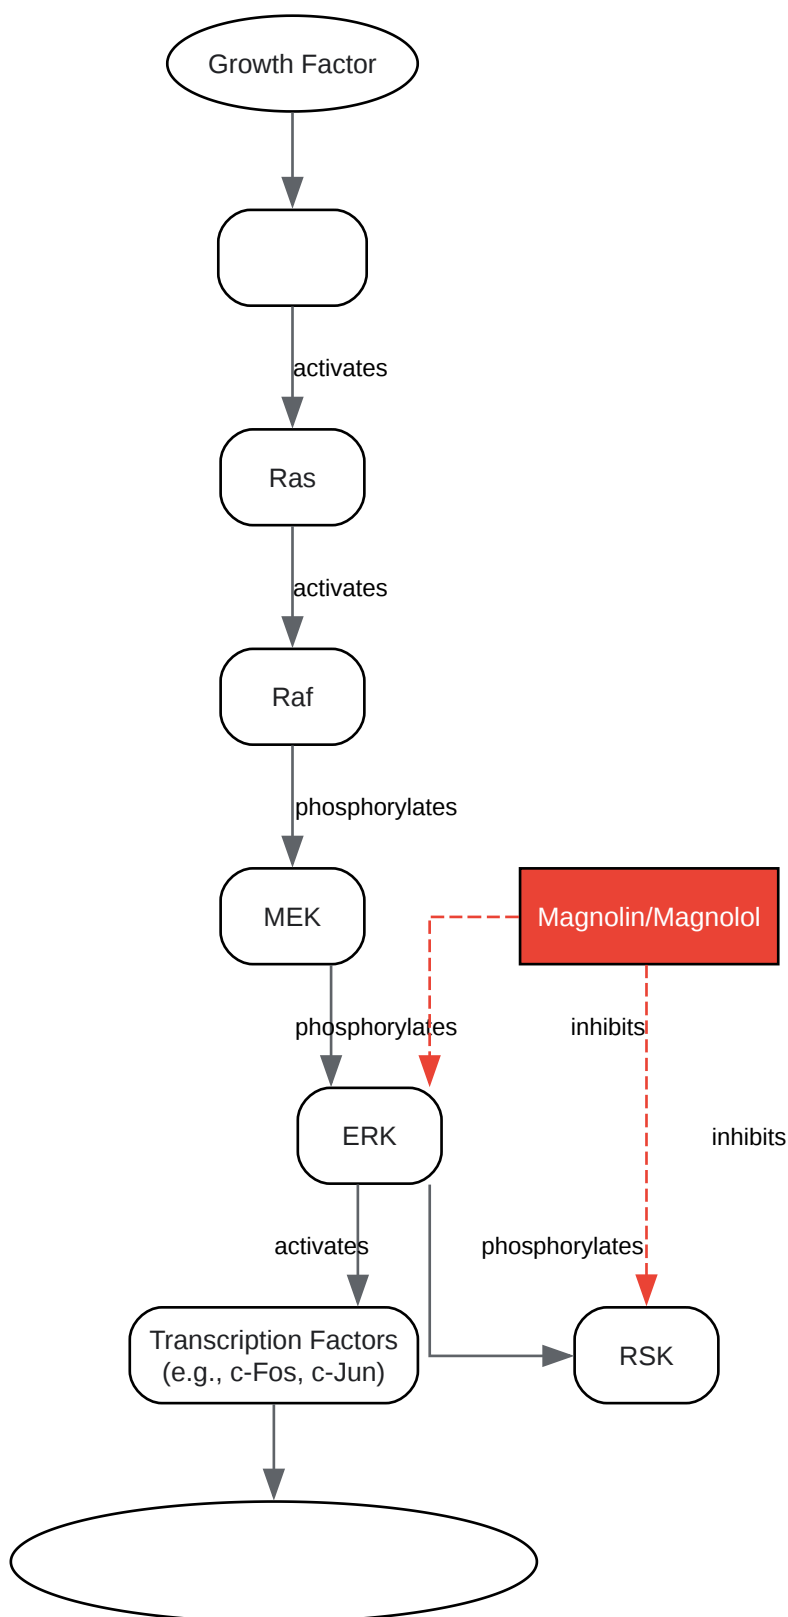 Growth Factor
activates
Ras
activates
Raf
phosphorylates
MEK
Magnolin/Magnolol
phosphorylates
inhibits
ERK
inhibits
activates
phosphorylates
Transcription Factors
(e.g., c-Fos, c-Jun)
RSK